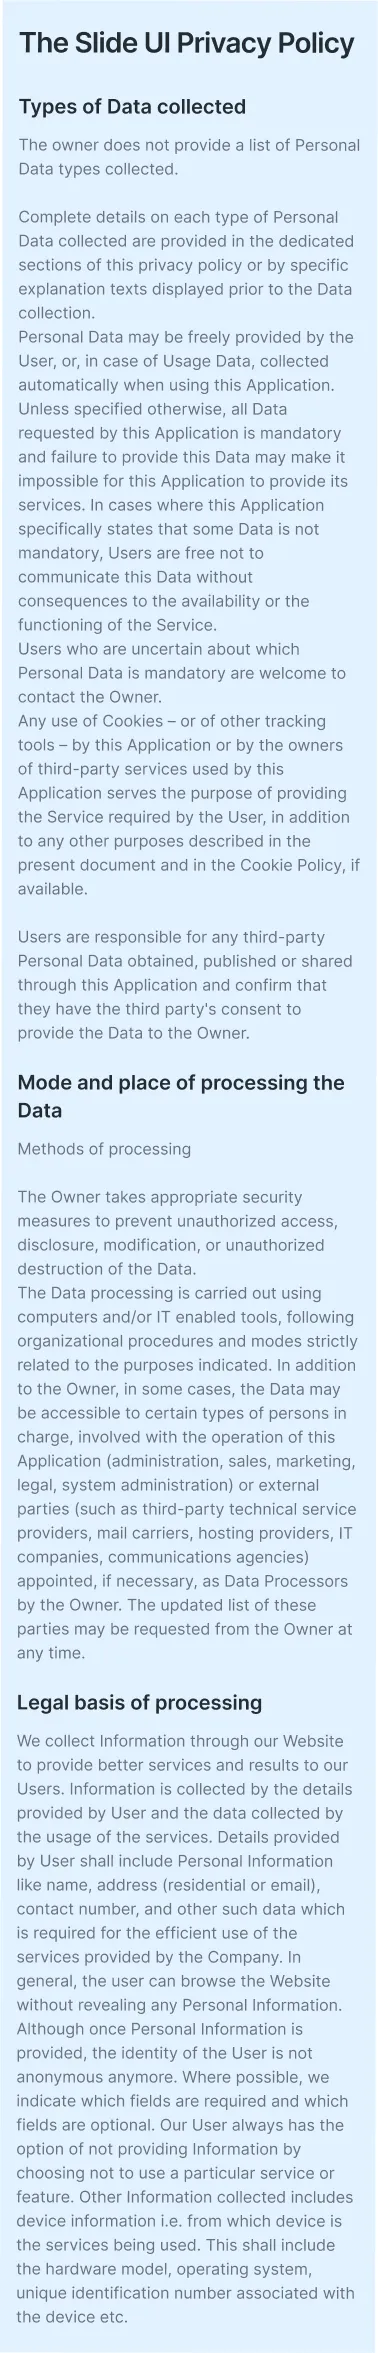 The Slide UI Privacy Policy
Types of Data collected
The owner does not provide a list of Personal
Data types collected.
Complete details on each type of Personal
Data collected are provided in the dedicated
sections of this privacy policy or by specific
explanation texts displayed prior to the Data
collection.
Personal Data may be freely provided by the
User, or, in case of Usage Data, collected
automatically when using this Application.
Unless specified otherwise, all Data
requested by this Application is mandatory
and failure to provide this Data may make it
impossible for this Application to provide its
services. In cases where this Application
specifically states that some Data is not
mandatory, Users are free not to
communicate this Data without
consequences to the availability or the
functioning of the Service.
Users who are uncertain about which
Personal Data is mandatory are welcome to
contact the Owner.
Any use of Cookies – or of other tracking
tools – by this Application or by the owners
of third-party services used by this
Application serves the purpose of providing
the Service required by the User, in addition
to any other purposes described in the
present document and in the Cookie Policy, if
available.
Users are responsible for any third-party
Personal Data obtained, published or shared
through this Application and confirm that
they have the third party's consent to
provide the Data to the Owner.
Mode and place of processing the
Data
Methods of processing
The Owner takes appropriate security
measures to prevent unauthorized access,
disclosure, modification, or unauthorized
destruction of the Data.
The Data processing is carried out using
computers and/or IT enabled tools, following
organizational procedures and modes strictly
related to the purposes indicated. In addition
to the Owner, in some cases, the Data may
be accessible to certain types of persons in
charge, involved with the operation of this
Application (administration, sales, marketing,
legal, system administration) or external
parties (such as third-party technical service
providers, mail carriers, hosting providers, IT
companies, communications agencies)
appointed, if necessary, as Data Processors
by the Owner. The updated list of these
parties may be requested from the Owner at
any time.
Legal basis of processing
We collect Information through our Website
to provide better services and results to our
Users. Information is collected by the details
provided by User and the data collected by
the usage of the services. Details provided
by User shall include Personal Information
like name, address (residential or email),
contact number, and other such data which
is required for the efficient use of the
services provided by the Company. In
general, the user can browse the Website
without revealing any Personal Information.
Although once Personal Information is
provided, the identity of the User is not
anonymous anymore. Where possible, we
indicate which fields are required and which
fields are optional. Our User always has the
option of not providing Information by
choosing not to use a particular service or
feature. Other Information collected includes
device information i.e. from which device is
the services being used. This shall include
the hardware model, operating system,
unique identification number associated with
the device etc.